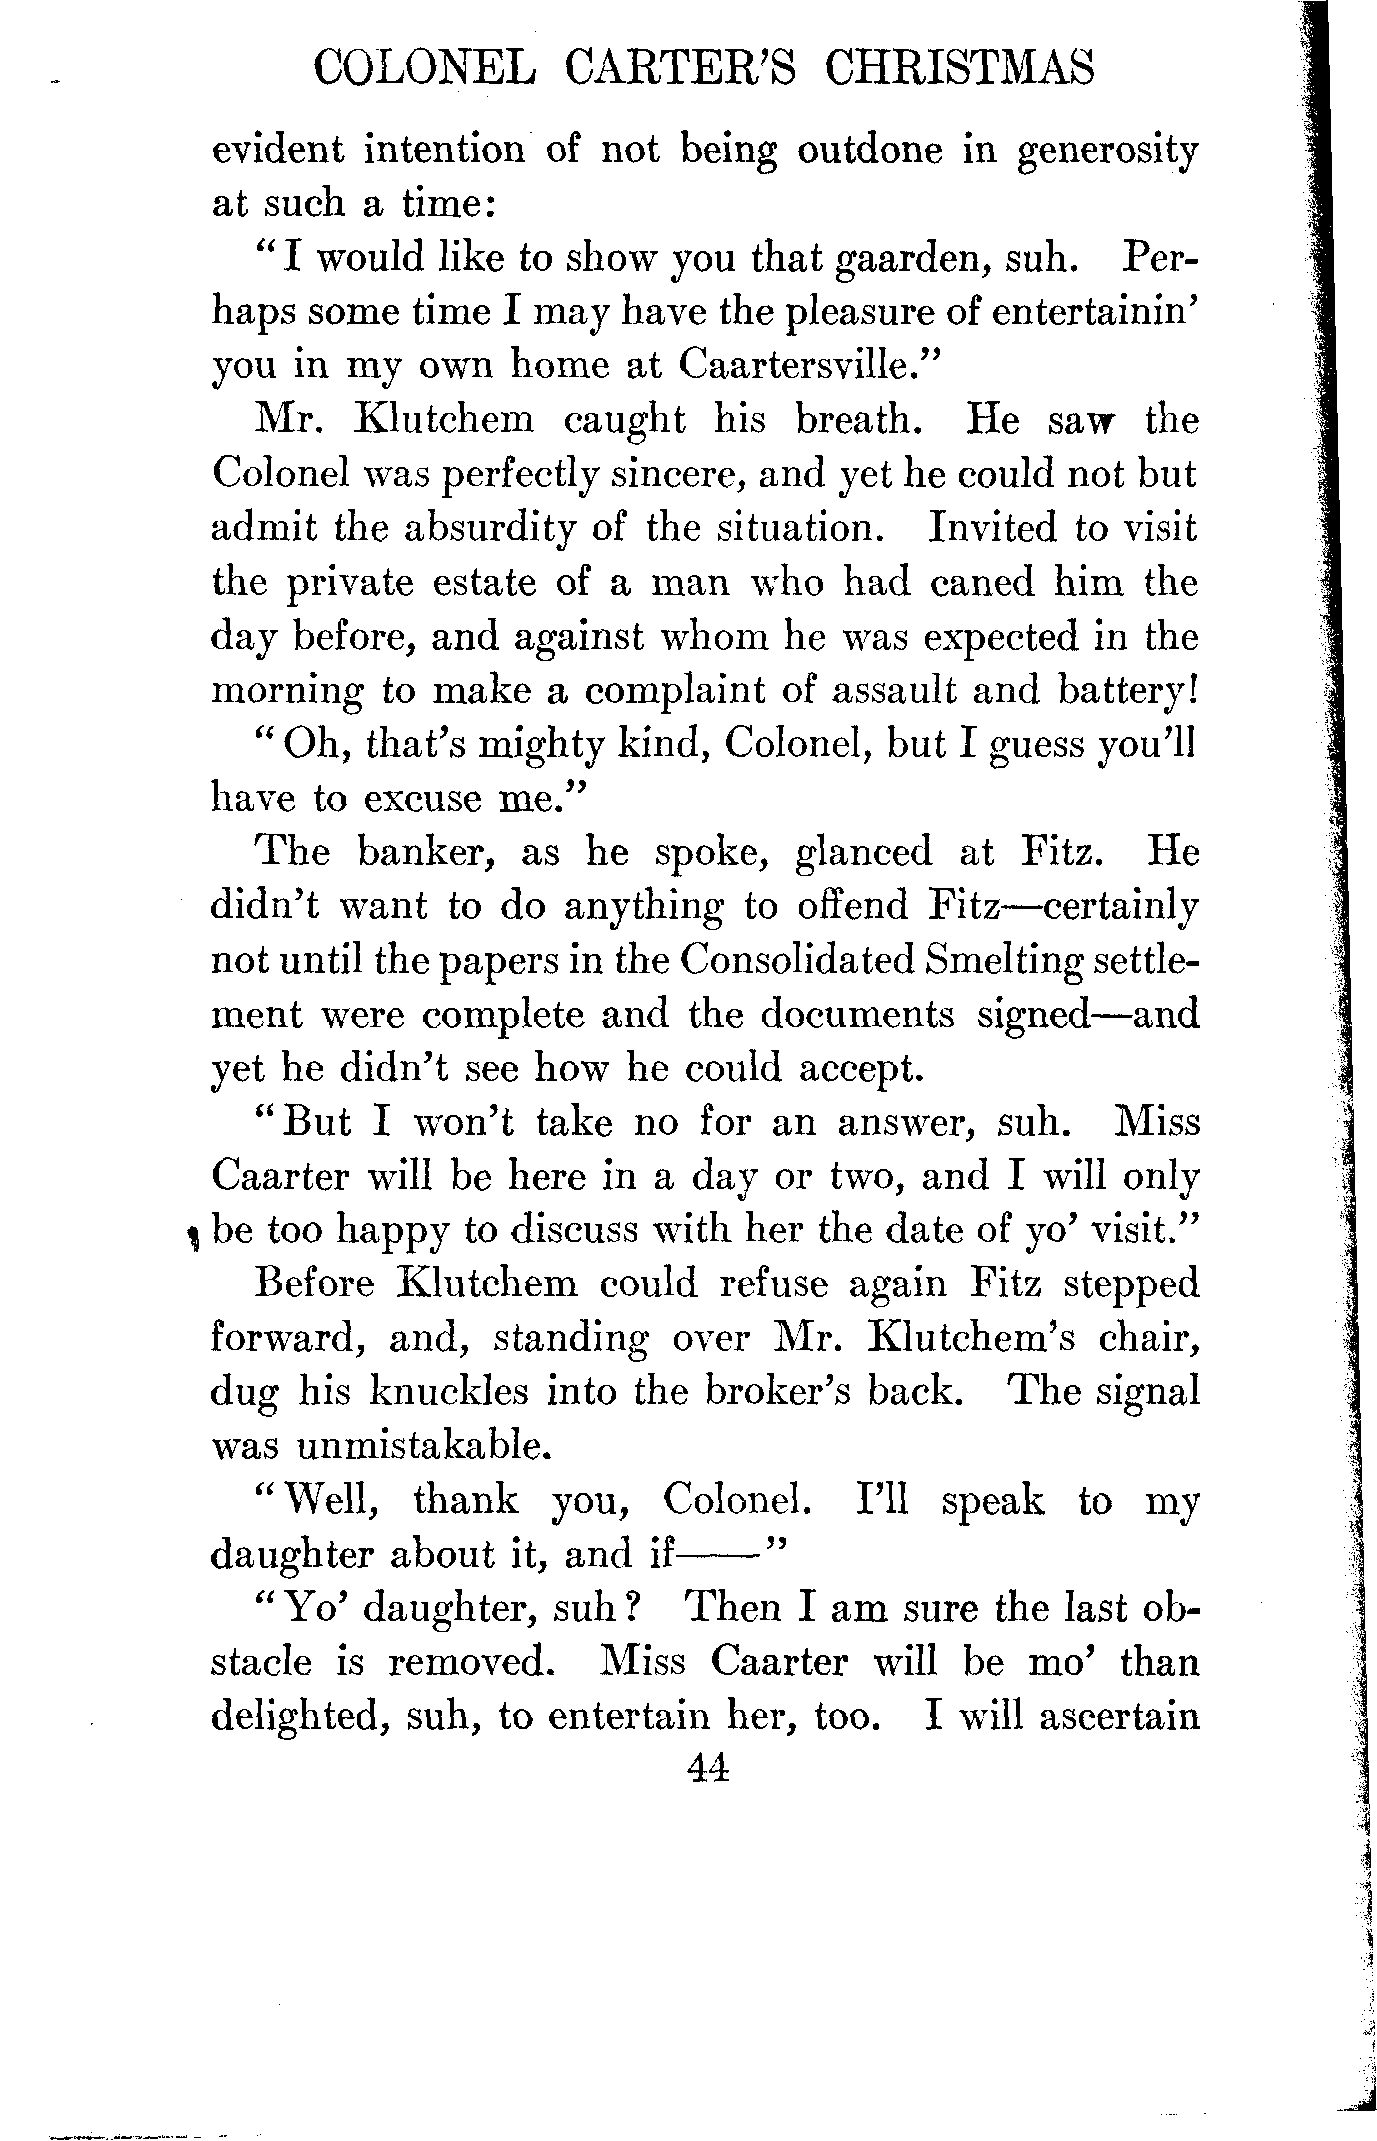 COLONEL CARTER'S CHRISTMAS
evident intention of not being outdone in generosity
at such a time:
"I would like to show you that gaarden, suh. Per-
haps some time I may have the pleasure of entertainin'
you in my own home at Caartersville."
Mr. Klutchem caught his breath. He saw the
Colonel was perfectly sincere, and yet he could not but
admit the absurdity of the situation. Invited to visit
the private estate of a man who had caned him the
day before, and against whom he was expected in the
morning to make a complaint of assault and battery!
"Oh, that's mighty kind, Colonel, but I guess you'll
have to excuse me."
The banker, as he spoke, glanced at Fitz. He
didn't want to do anything to offend Fitz—certainly
not until the papers in the Consolidated Smelting settle-
ment were complete and the documents signed—and
yet he didn't see how he could accept.
"But I won't take no for an answer, suh. Miss
Caarter will be here in a day or two, and I will only
be too happy to discuss with her the date of yo' visit."
Before Klutchem could refuse again Fitz stepped
forward, and, standing over Mr. Klutchem's chair,
dug his knuckles into the broker's back. The signal
was unmistakable.
"Well, thank you, Colonel. I'll speak to my
daughter about it, and if——"
"Yo' daughter, suh? Then I am sure the last ob-
stacle is removed. Miss Caarter will be mo' than
delighted, suh, to entertain her, too. I will ascertain
44